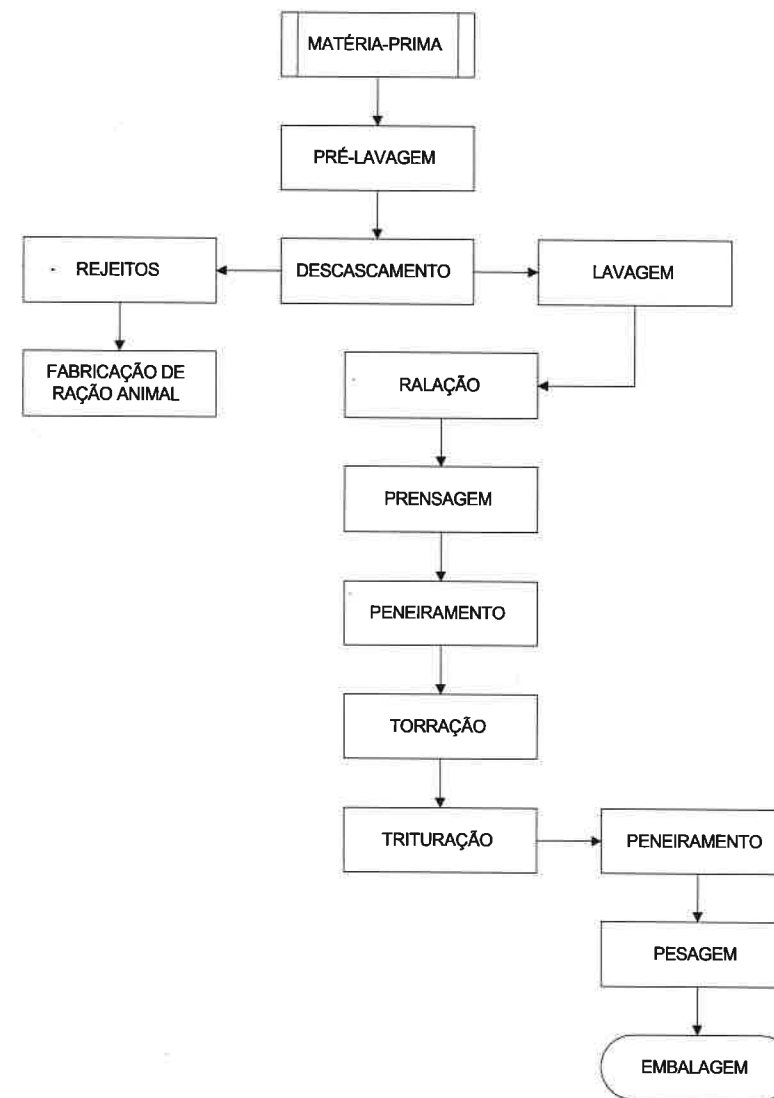 MATÉRIA-PRIMA
PRÉ-LAVAGEM
REJEITOS
DESCASCAMENTO
LAVAGEM
FABRICAÇÃO DE
RAÇÃO ANIMAL
RALAÇÃO
PRENSAGEM
PENEIRAMENTO
TORRAÇÃO
TRITURAÇÃO
PENEIRAMENTO
PESAGEM
EMBALAGEM